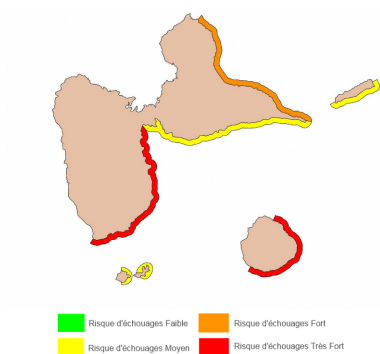 Risque d'échouages Faible
Risque d'échouages Fort
Risque d'échouages Moyen
Risque d'échouages Très Fort